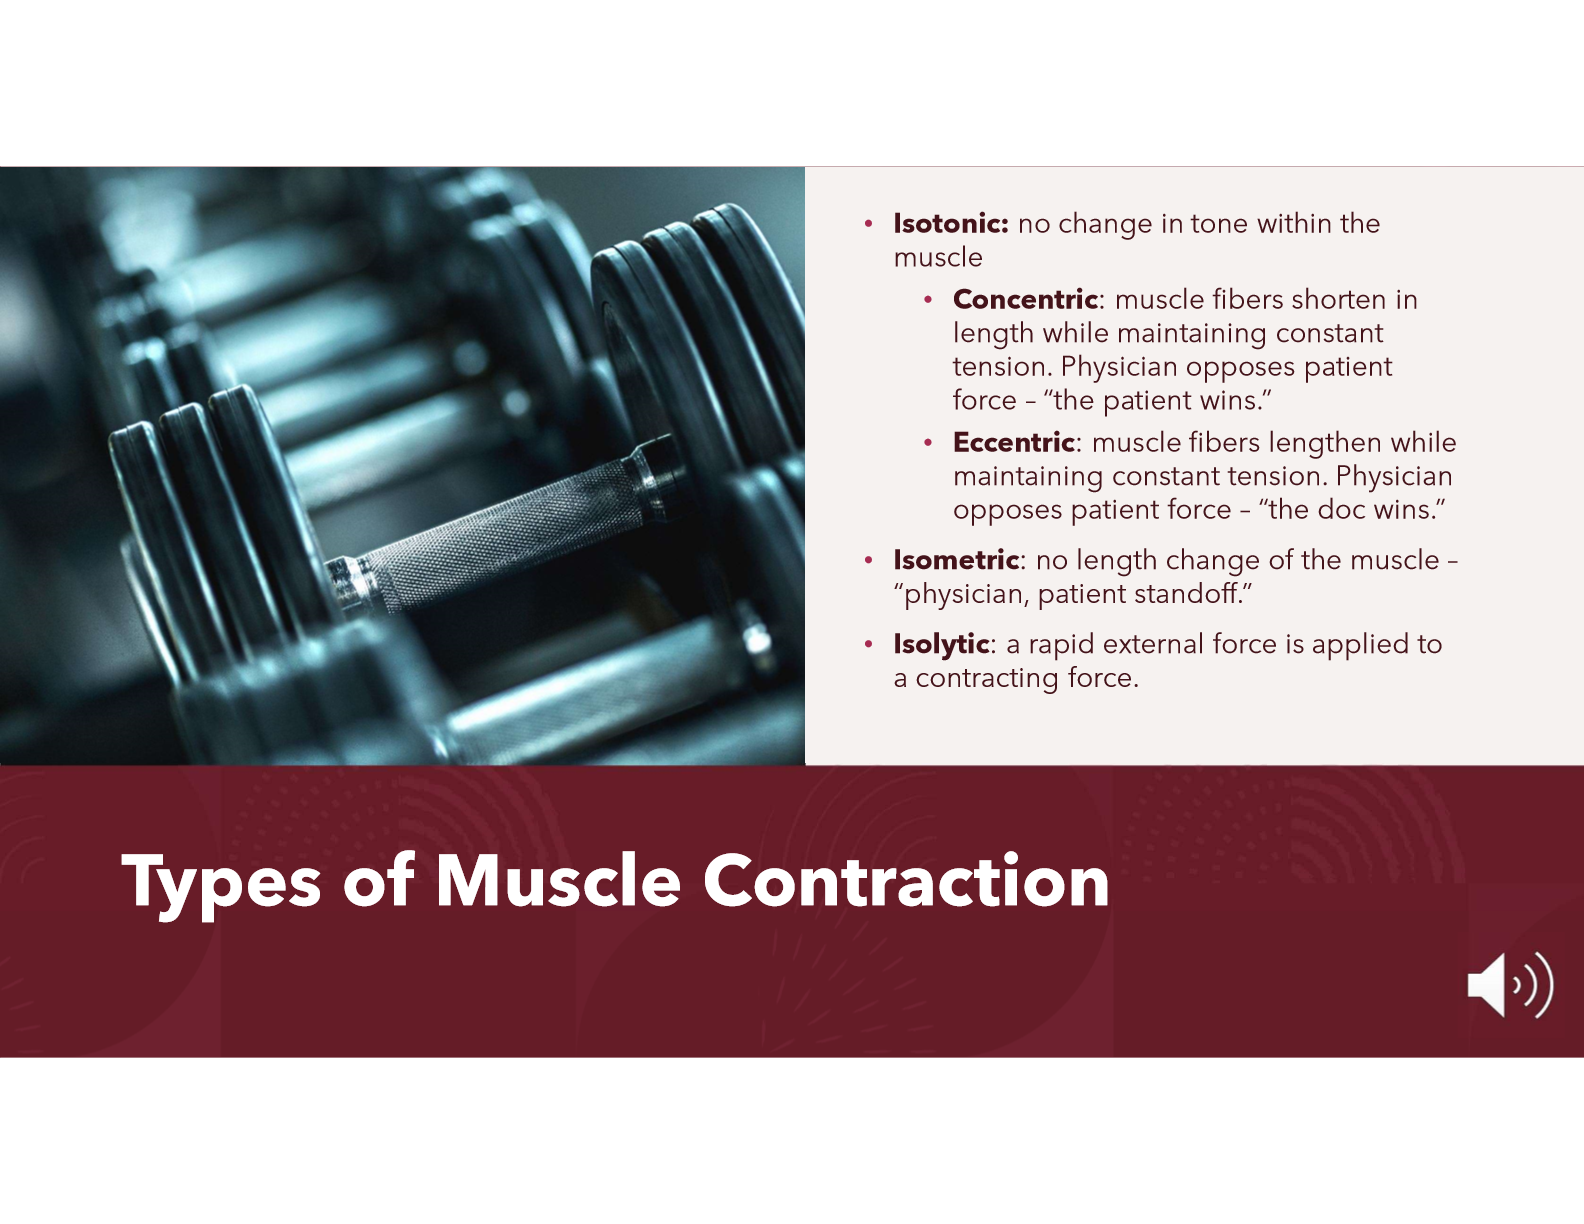 • Isotonic: no change in tone within the
muscle
• Concentric: muscle fibers shorten in
length while maintaining constant
tension. Physician opposes patient
force – “the patient wins.”
• Eccentric: muscle fibers lengthen while
maintaining constant tension. Physician
opposes patient force – “the doc wins.”
• Isometric: no length change of the muscle –
“physician, patient standoff.”
• Isolytic: a rapid external force is applied to
a contracting force.
Types of Muscle Contraction